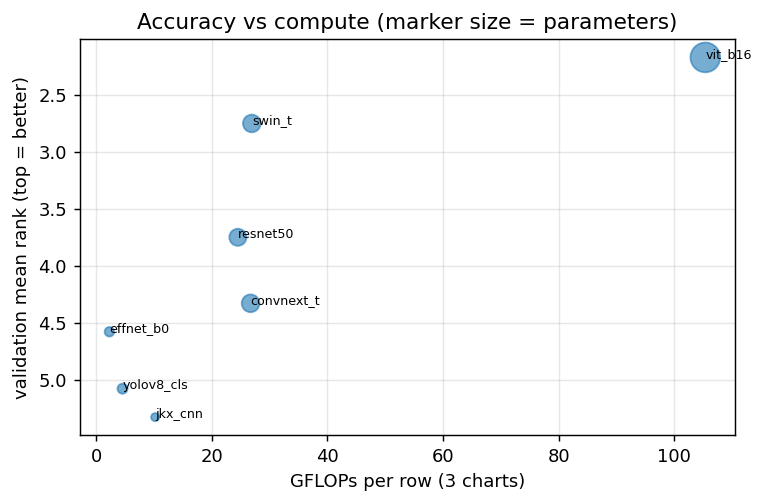 Accuracy vs compute (marker size = parameters)
validation mean rank (top = better)
2.5
3.0
3.5
4.0
4.5
5.0
vit_b16
swin_t
resnet50
convnext_t
effnet_b0
yolov8_cls
jkx_cnn
0 20 40 60 80 100
GFLOPs per row (3 charts)